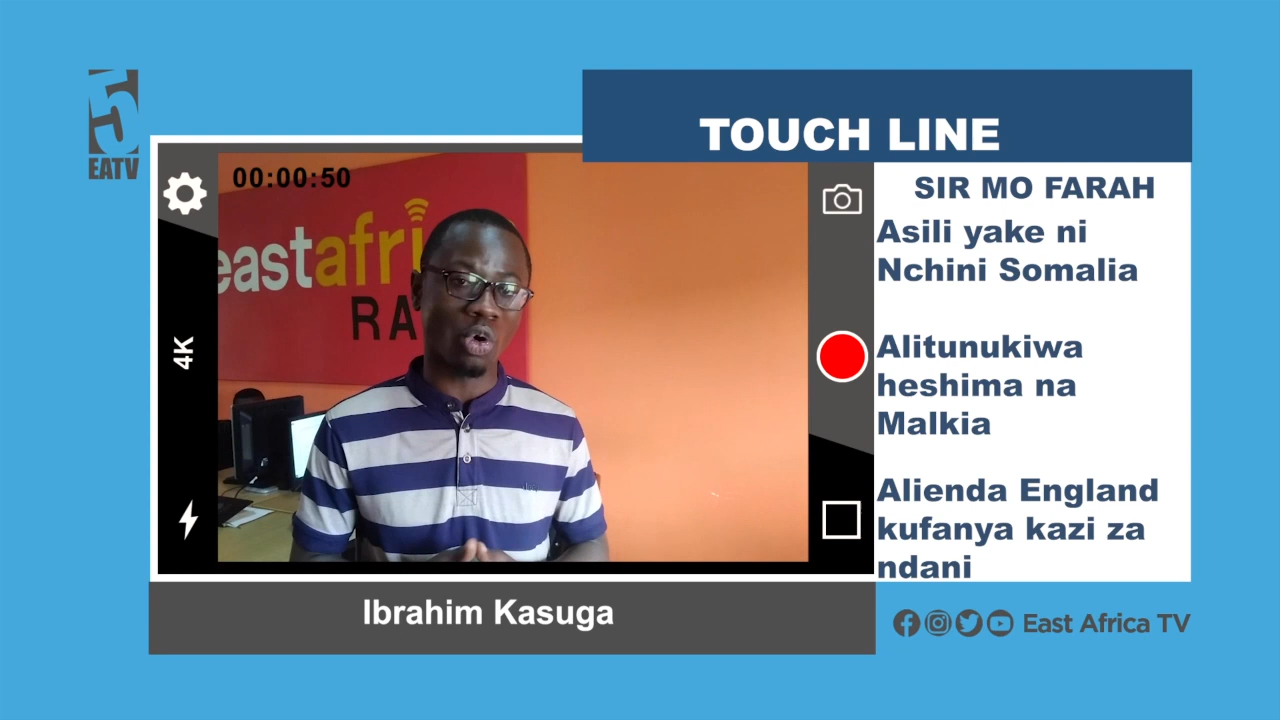 5
EATV
TOUCH LINE
00:00:50
eastafri
RA
4K
SIR MO FARAH
Asili yake ni
Nchini Somalia
Alitunukiwa
heshima na
Malkia
Alienda England
kufanya kazi za
ndani
Ibrahim Kasuga
East Africa TV